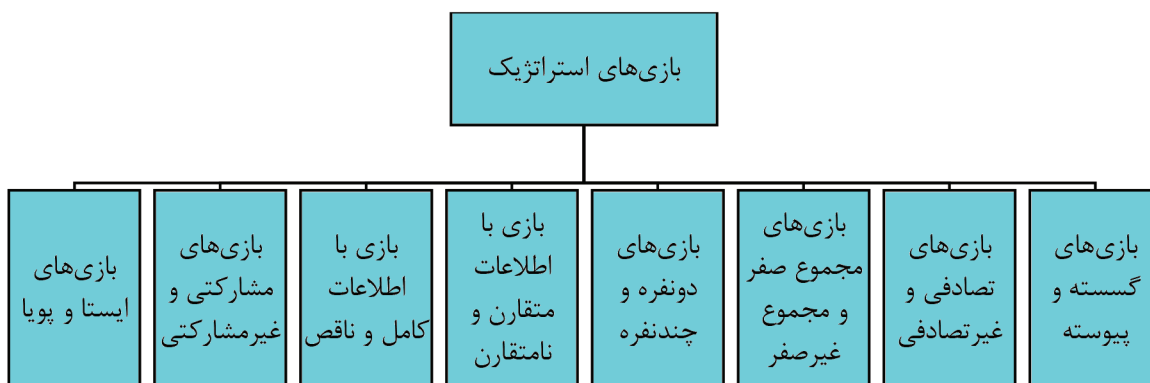 بازی‌های استراتژیک
بازی‌های
گسسته و
پیوسته
بازی‌های
تصادفی و
غیرتصادفی
بازی‌های
مجموع صفر
و مجموع
غیرصفر
بازی‌های
دونفره و
چندنفره
بازی با
اطلاعات
متقارن و
نامتقارن
بازی با
اطلاعات
کامل و ناقص
بازی‌های
مشارکتی و
غیرمشارکتی
بازی‌های
ایستا و پویا